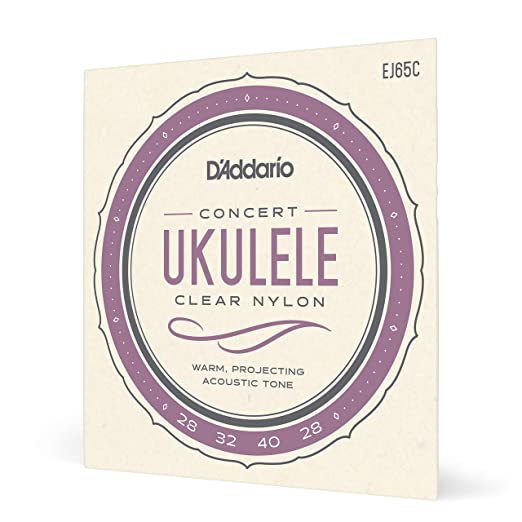 EJ65C
D'Addario
CONCERT
UKULELE
CLEAR NYLON
WARM, PROJECTING
ACOUSTIC TONE
28 32 40 28